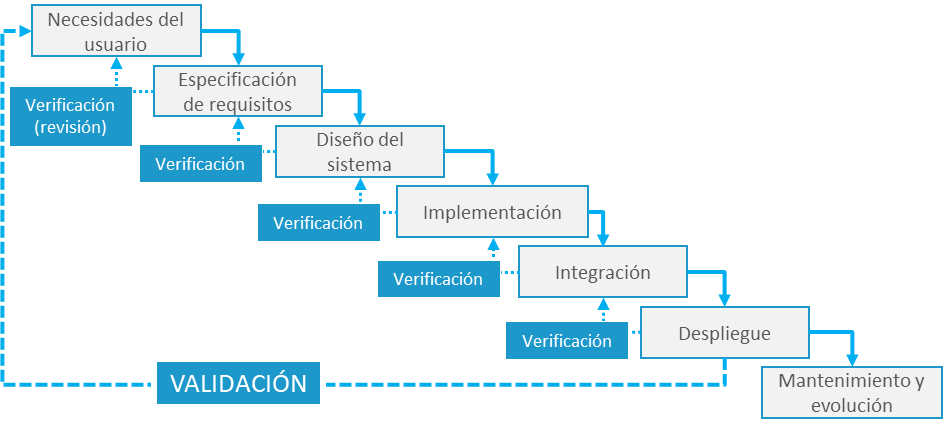 Necesidades del
usuario
Especificación
de requisitos
Verificación
(revisión)
Diseño del
sistema
Verificación
Implementación
Verificación
Integración
Verificación
Despliegue
Verificación
VALIDACIÓN
Mantenimiento y
evolución